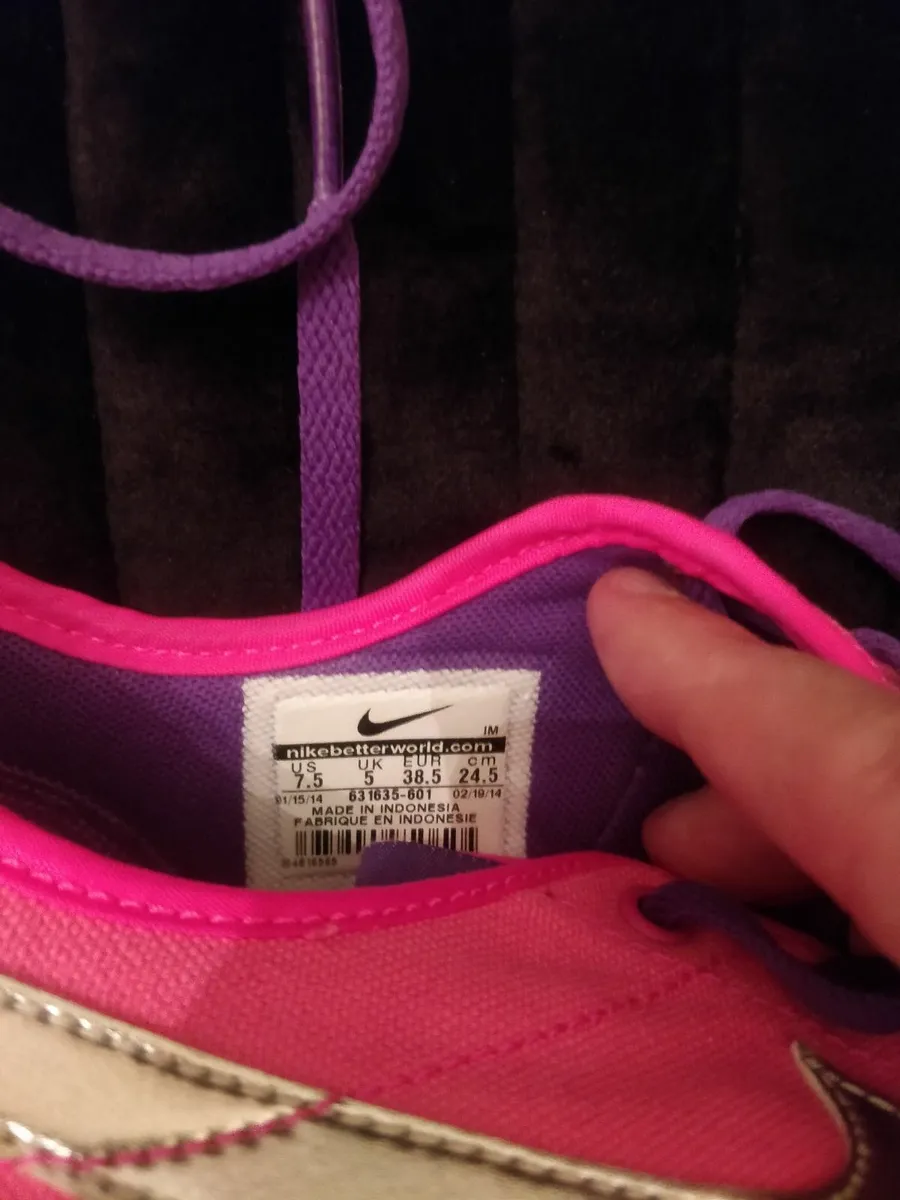 IM
nikebetterworld.com
US UK EUR cm
7.5 5 38.5 24.5
01/15/14 631635-601 02/19/14
MADE IN INDONESIA
FABRIQUE EN INDONESIE